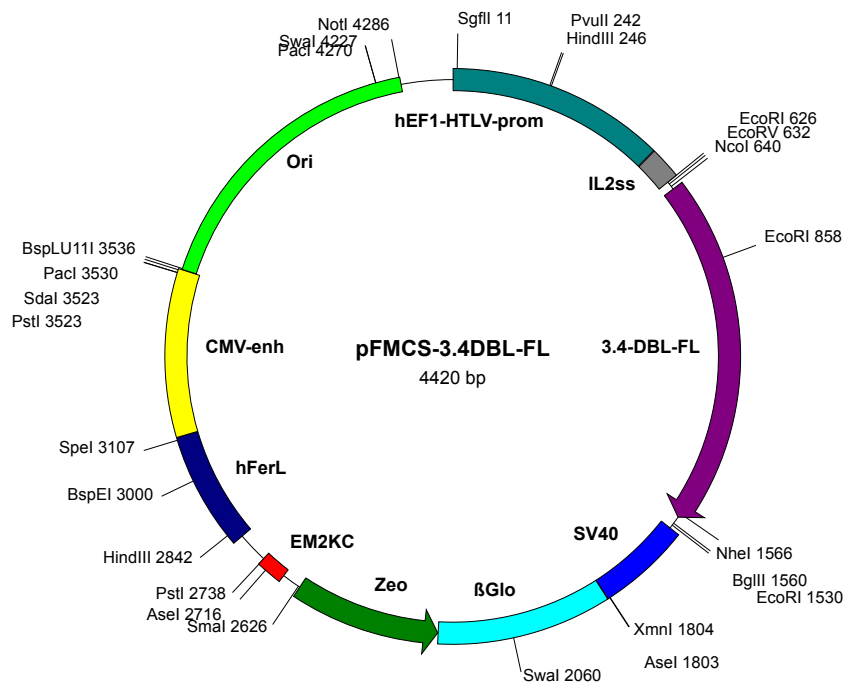 NotI 4286
SgfII 11
PvuII 242
SwaI 4227
HindIII 246
PacI 4270
hEF1-HTLV-prom
EcoRI 626
EcoRV 632
NcoI 640
Ori
IL2ss
EcoRI 858
BspLU11I 3536
PacI 3530
SdaI 3523
PstI 3523
CMV-enh
pFMCS-3.4DBL-FL
3.4-DBL-FL
4420 bp
SpeI 3107
hFerL
BspEI 3000
SV40
EM2KC
HindIII 2842
NheI 1566
Zeo
ßGlo
BglII 1560
PstI 2738
EcoRI 1530
AseI 2716
SmaI 2626
XmnI 1804
AseI 1803
SwaI 2060